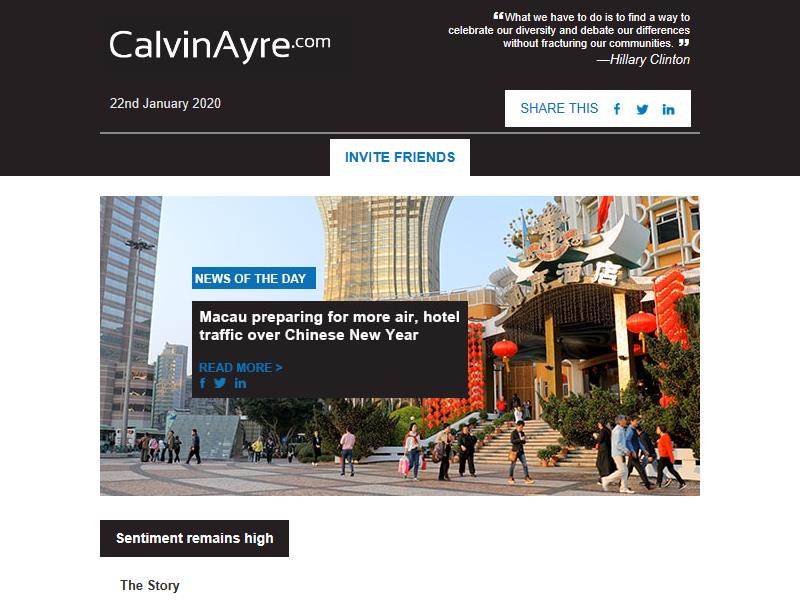 CalvinAyre.com
❝What we have to do is to find a way to
celebrate our diversity and debate our differences
without fracturing our communities. ❞
—Hillary Clinton
22nd January 2020
SHARE THIS
INVITE FRIENDS
NEWS OF THE DAY
Macau preparing for more air, hotel
traffic over Chinese New Year
READ MORE >
酒店
Sentiment remains high
The Story